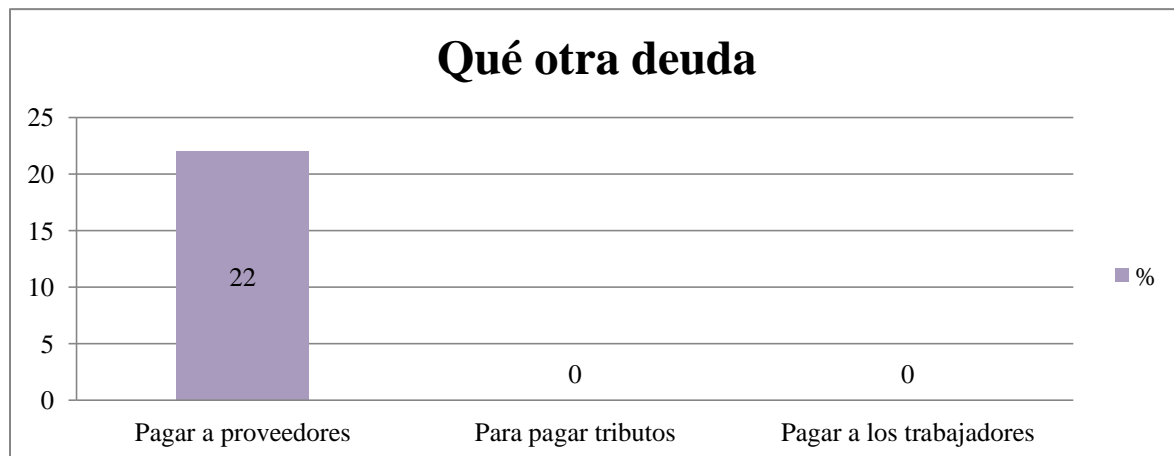 Qué otra deuda
25
20
15
10
5
0
22
0
0
%
Pagar a proveedores
Para pagar tributos
Pagar a los trabajadores